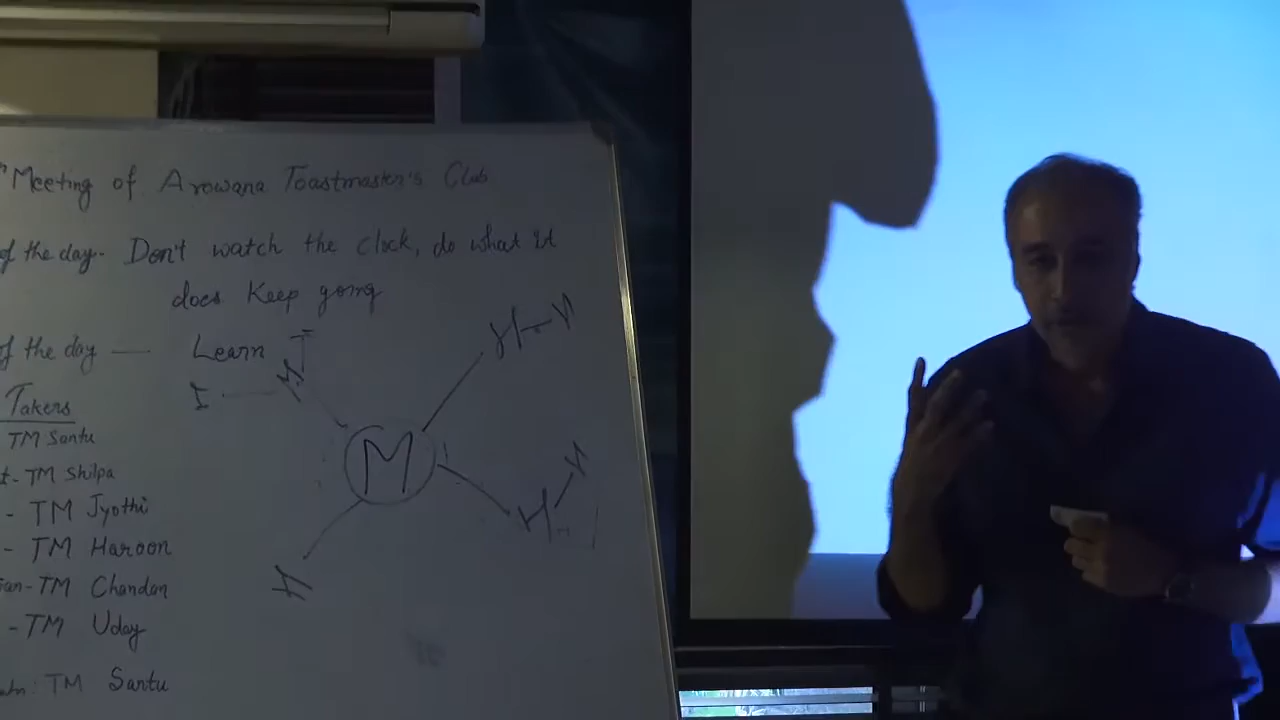 Meeting of Arowana Toastmaster's Club
of the day- Don't watch the clock, do what it
does Keep going
of the day — Learn
Takers
TM Santu
t- TM Shilpa
- TM Jyothi
- TM Haroon
ian- TM Chandan
- TM Uday
TM Santu
M